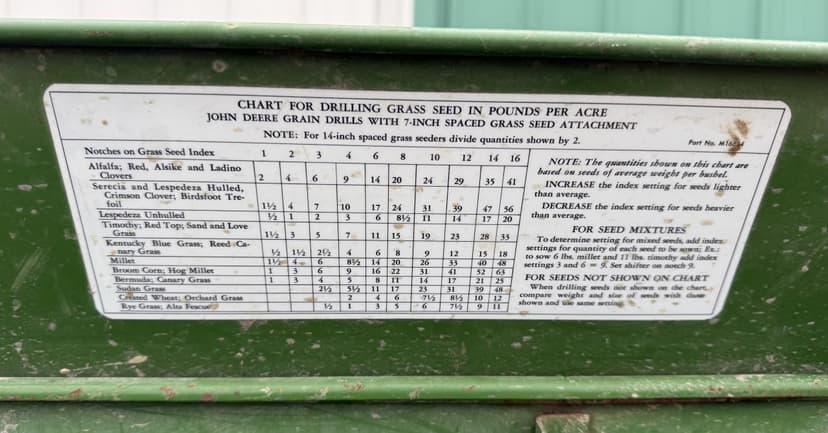 CHART FOR DRILLING GRASS SEED IN POUNDS PER ACRE
JOHN DEERE GRAIN DRILLS WITH 7-INCH SPACED GRASS SEED ATTACHMENT
NOTE: For 14-inch spaced grass seeders divide quantities shown by 2.
Part No.
Notches on Grass Seed Index 1 2 3 4 6 8 10 12 14 16
Alfalfa; Red, Alsike and Ladino
Clovers 2 4 6 9 14 20 24 29 35 41
Serecia and Lespedeza Hulled,
Crimson Clover; Birdsfoot Tre-
foil 1½ 4 7 10 17 24 31 39 47 56
Lespedeza Unhulled ½ 1 2 3 6 8½ 11 14 17 20
Timothy; Red Top; Sand and Love
Grass 1½ 3 5 7 11 15 19 23 28 33
Kentucky Blue Grass; Reed Ca-
nary Grass ½ 1½ 2½ 4 6 8 9 12 15 18
Millet 1½ 4 6 8½ 14 20 26 33 40 48
Broom Corn; Hog Millet 1 3 6 9 16 22 31 41 52 63
Bermuda; Canary Grass 1 3 4 5 8 11 14 17 21 25
Sudan Grass 2½ 5½ 11 17 23 31 39 48
Crested Wheat; Orchard Grass 2 4 6 7½ 8½ 10 12
Rye Grass; Alta Fescue ½ 1 3 5 6 7½ 9 11
NOTE: The quantities shown on this chart are
based on seeds of average weight per bushel.
INCREASE the index setting for seeds lighter
than average.
DECREASE the index setting for seeds heavier
than average.
FOR SEED MIXTURES
To determine setting for mixed seeds, add index
settings for quantity of each seed to be sown; Ex.:
to sow 6 lbs. millet and 11 lbs. timothy add index
settings 3 and 6 = 9. Set shifter on notch 9.
FOR SEEDS NOT SHOWN ON CHART
When drilling seeds not shown on the chart,
compare weight and size of seeds with those
shown and use same setting.